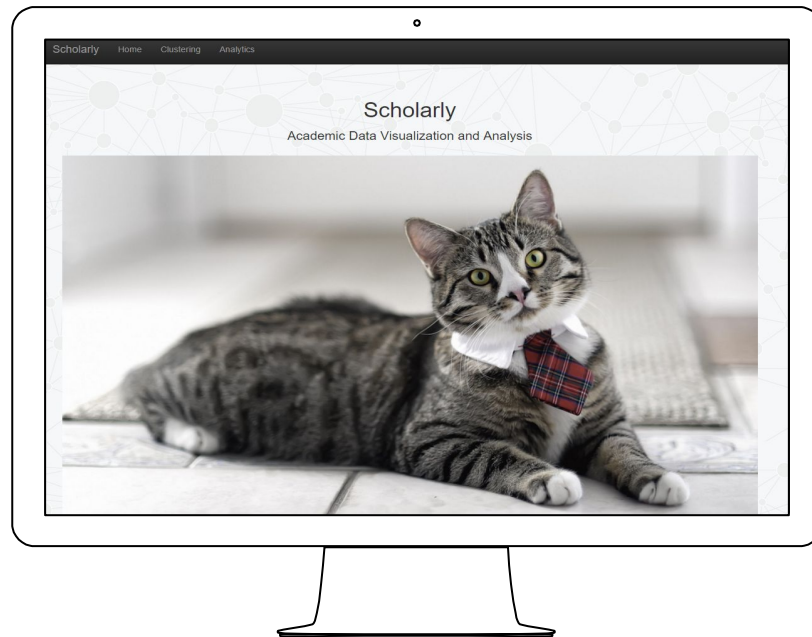 Scholarly Home Clustering Analytics
Scholarly
Academic Data Visualization and Analysis